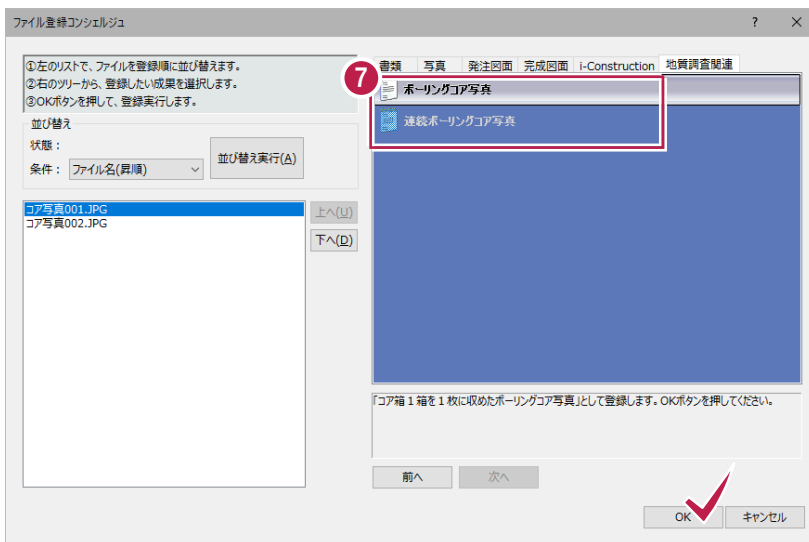 ファイル登録コンシェルジュ
? ×
①左のリストで、ファイルを登録順に並び替えます。
②右のツリーから、登録したい成果を選択します。
③OKボタンを押して、登録実行します。
並び替え
状態：
条件： ファイル名(昇順)
並び替え実行(A)
コア写真001.JPG
コア写真002.JPG
上へ(U)
下へ(D)
書類 写真 発注図面 完成図面 i-Construction 地質調査関連
7
ボーリングコア写真
連続ボーリングコア写真
「コア箱１箱を１枚に収めたボーリングコア写真」として登録します。OKボタンを押してください。
前へ 次へ
OK キャンセル